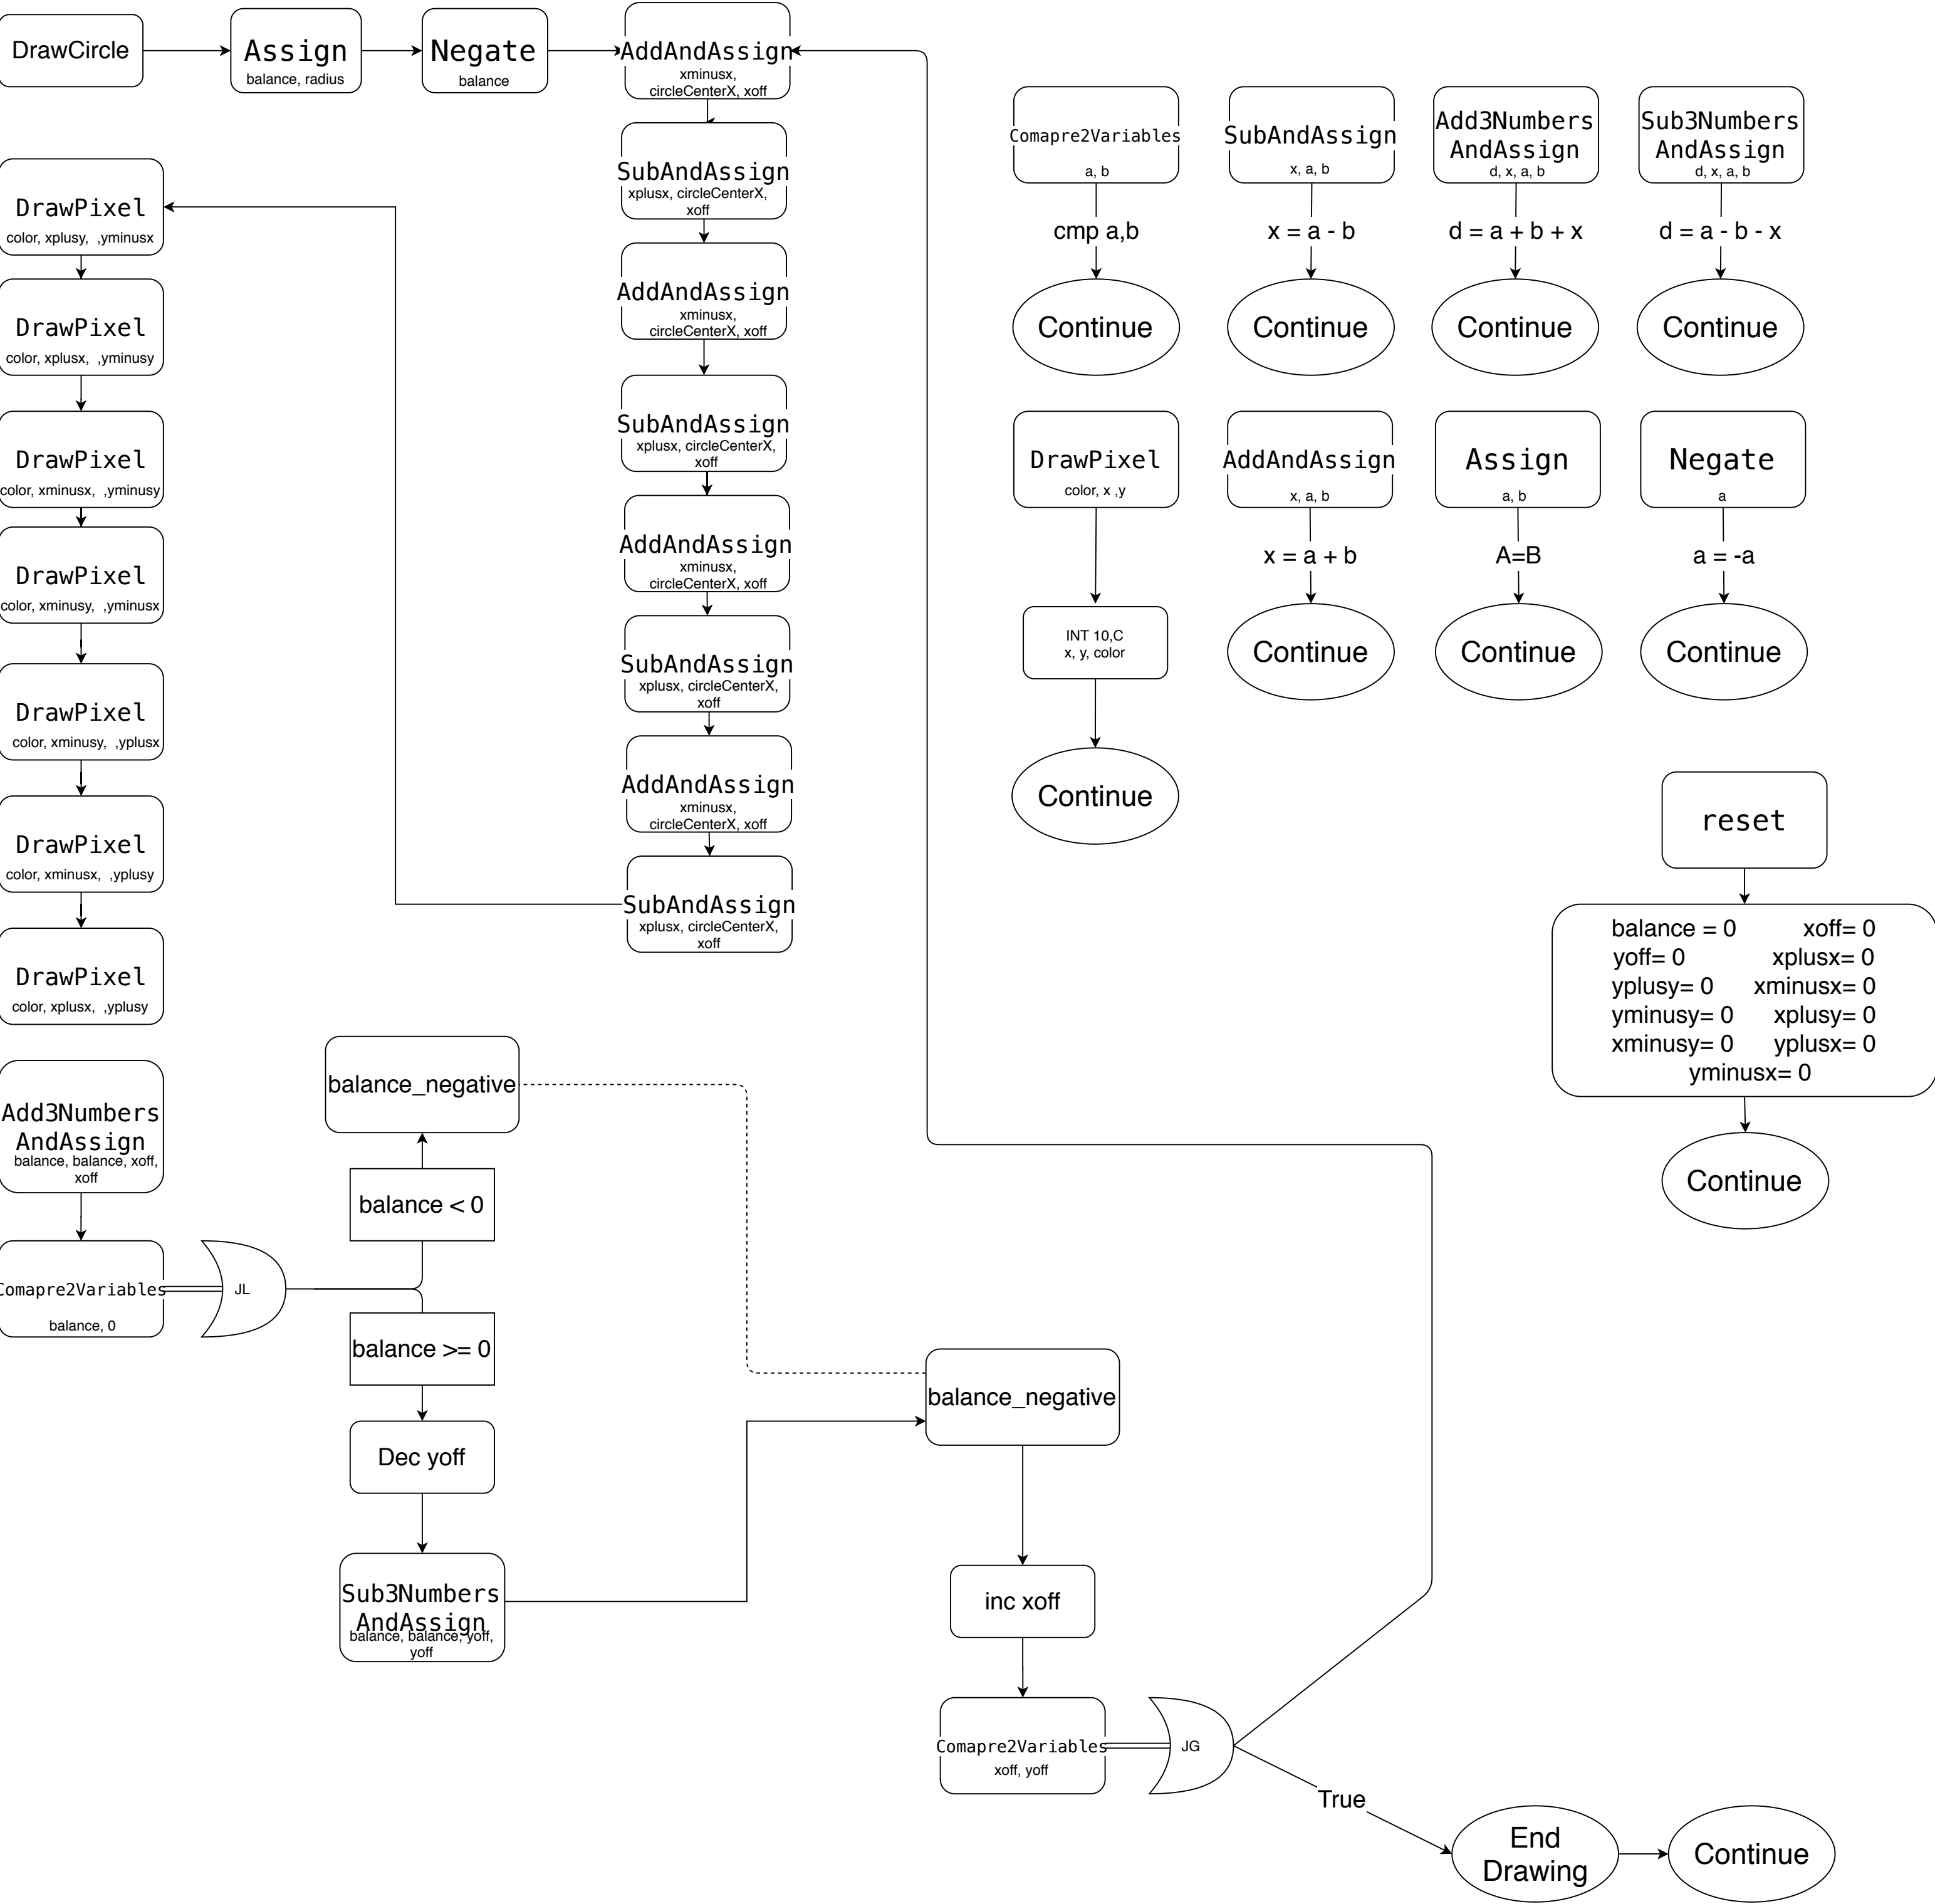 DrawCircle
Assign
balance, radius
Negate
balance
AddAndAssign
xminusx,
circleCenterX, xoff
SubAndAssign
xplusx, circleCenterX,
xoff
AddAndAssign
xminusx,
circleCenterX, xoff
SubAndAssign
xplusx, circleCenterX,
xoff
AddAndAssign
xminusx,
circleCenterX, xoff
SubAndAssign
xplusx, circleCenterX,
xoff
AddAndAssign
xminusx,
circleCenterX, xoff
SubAndAssign
xplusx, circleCenterX,
xoff
DrawPixel
color, xplusy,  ,yminusx
DrawPixel
color, xplusx,  ,yminusy
DrawPixel
color, xminusx,  ,yminusy
DrawPixel
color, xminusy,  ,yminusx
DrawPixel
color, xminusy,  ,yplusx
DrawPixel
color, xminusx,  ,yplusy
DrawPixel
color, xplusx,  ,yplusy
Add3Numbers
AndAssign
balance, balance, xoff,
xoff
Comapre2Variables
balance, 0
JL
balance_negative
balance < 0
balance >= 0
Dec yoff
Sub3Numbers
AndAssign
balance, balance, yoff,
yoff
balance_negative
inc xoff
Comapre2Variables
xoff, yoff
JG
True
End
Drawing
Continue
Comapre2Variables
a, b
cmp a,b
Continue
SubAndAssign
x, a, b
x = a - b
Continue
Add3Numbers
AndAssign
d, x, a, b
d = a + b + x
Continue
Sub3Numbers
AndAssign
d, x, a, b
d = a - b - x
Continue
DrawPixel
color, x ,y
INT 10,C
x, y, color
Continue
AddAndAssign
x, a, b
x = a + b
Continue
Assign
a, b
A=B
Continue
Negate
a
a = -a
Continue
reset
balance = 0 xoff= 0
yoff= 0 xplusx= 0
yplusy= 0 xminusx= 0
yminusy= 0 xplusy= 0
xminusy= 0 yplusx= 0
yminusx= 0
Continue